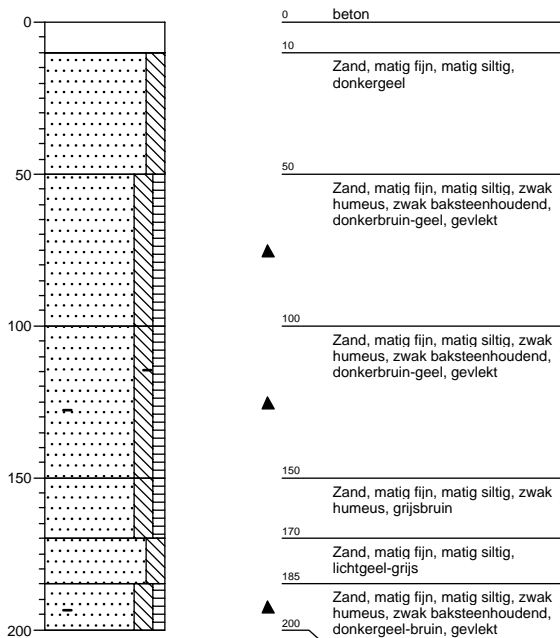 0
50
100
150
200
0 beton
10
Zand, matig fijn, matig siltig,
donkergeel
50
Zand, matig fijn, matig siltig, zwak
humeus, zwak baksteenhoudend,
donkerbruin-geel, gevlekt
100
Zand, matig fijn, matig siltig, zwak
humeus, zwak baksteenhoudend,
donkerbruin-geel, gevlekt
150
Zand, matig fijn, matig siltig, zwak
humeus, grijsbruin
170
Zand, matig fijn, matig siltig,
lichtgeel-grijs
185
Zand, matig fijn, matig siltig, zwak
humeus, zwak baksteenhoudend,
donkergeel-bruin, gevlekt
200